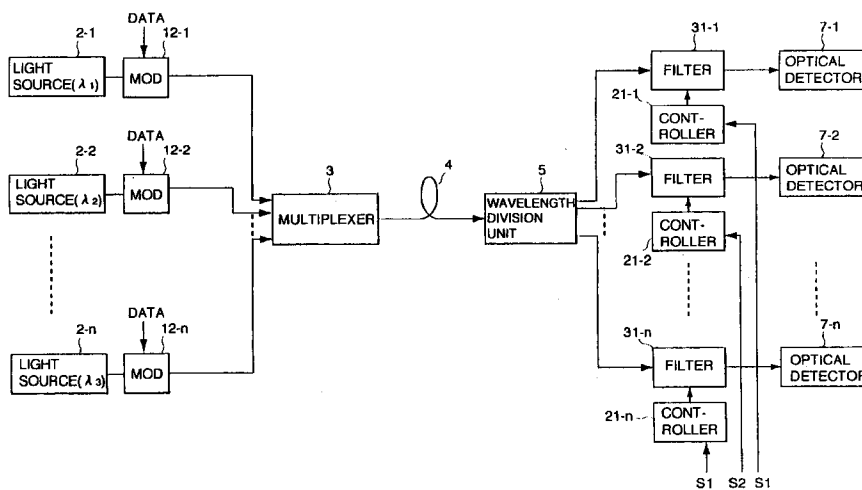 DATA
2-1
12-1
LIGHT
SOURCE(λ1)
MOD
31-1
FILTER
7-1
OPTICAL
DETECTOR
21-1
CONT-
ROLLER
DATA
2-2
12-2
LIGHT
SOURCE(λ2)
MOD
3
MULTIPLEXER
4
5
WAVELENGTH
DIVISION
UNIT
31-2
FILTER
7-2
OPTICAL
DETECTOR
21-2
CONT-
ROLLER
DATA
2-n
12-n
LIGHT
SOURCE(λ3)
MOD
31-n
FILTER
7-n
OPTICAL
DETECTOR
21-n
CONT-
ROLLER
S1
S2
S1